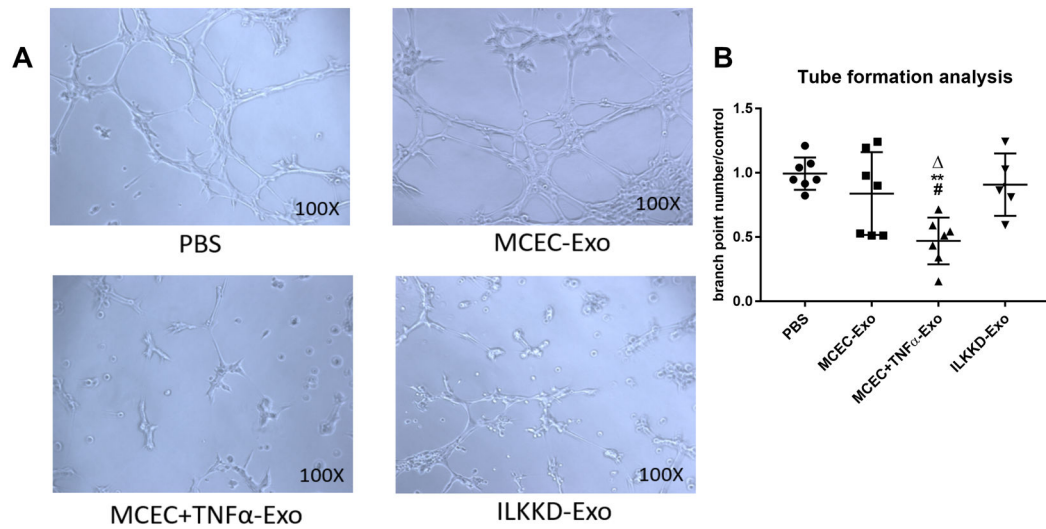 A
100X
PBS
100X
MCEC-Exo
100X
MCEC+TNFα-Exo
100X
ILKKD-Exo
B
Tube formation analysis
branch point number/control
1.5
1.0
0.5
0.0
Δ
**
#
PBS
MCEC-Exo
MCEC+TNFα-Exo
ILKKD-Exo